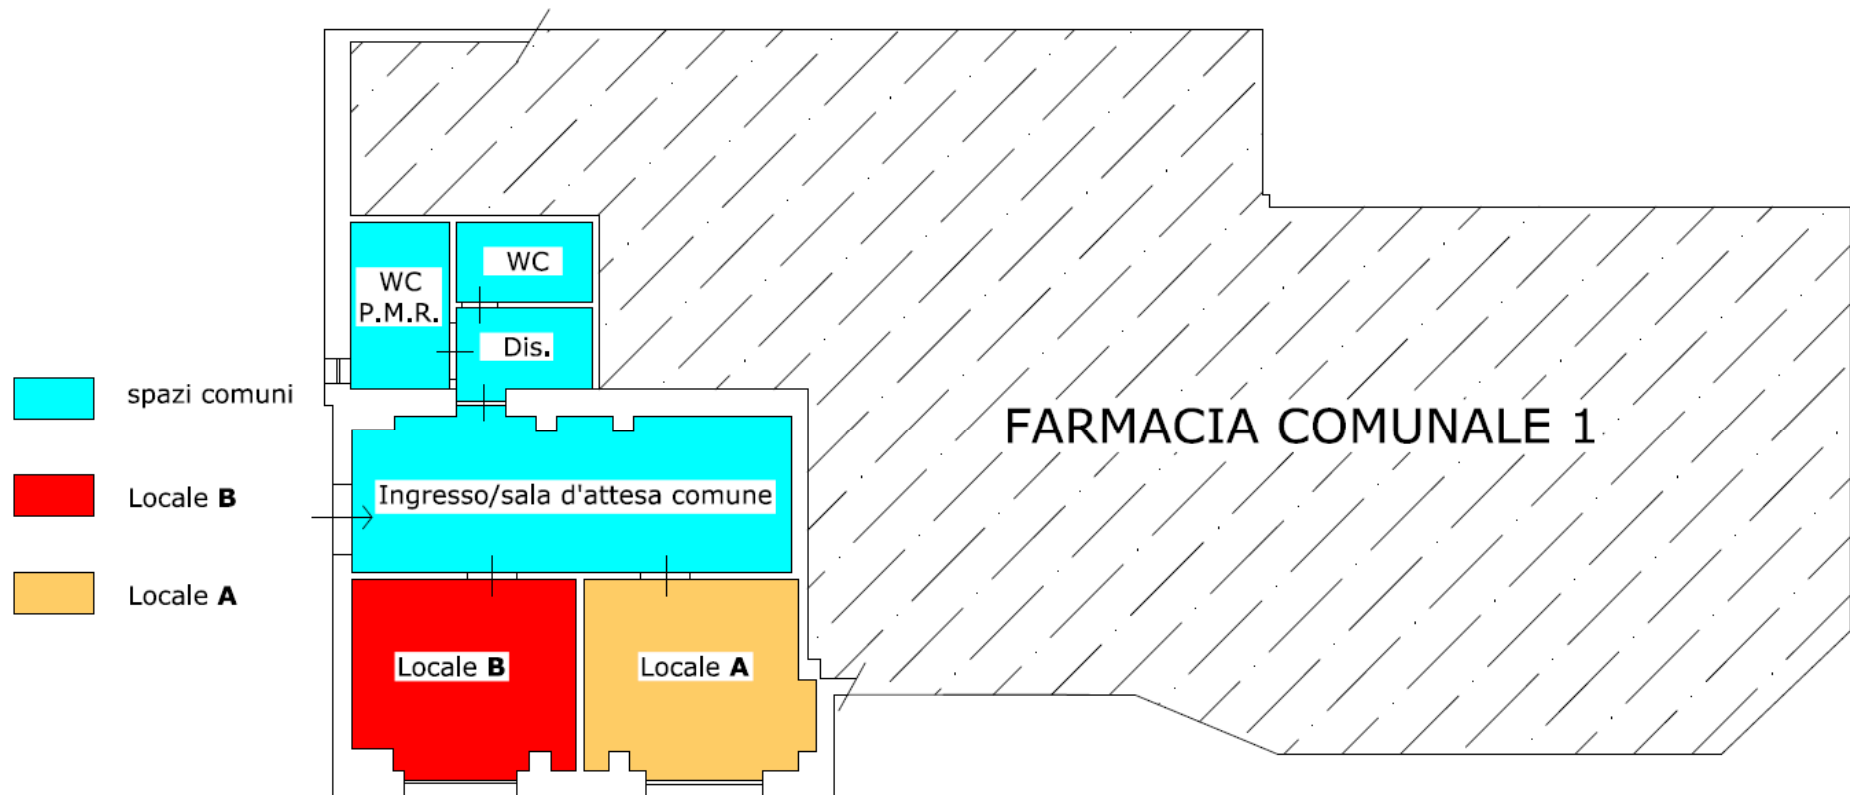 WC
WC
P.M.R.
Dis.
spazi comuni
FARMACIA COMUNALE 1
Locale B
Ingresso/sala d'attesa comune
Locale A
Locale B
Locale A